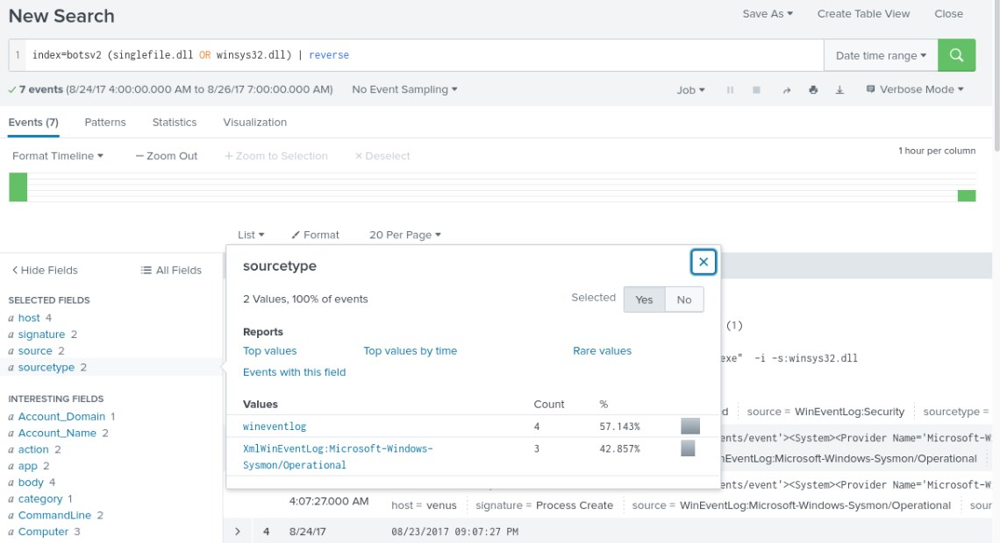 New Search
Save As Create Table View Close
1 index=botsv2 (singlefile.dll OR winsys32.dll) | reverse
Date time range
7 events (8/24/17 4:00:00.000 AM to 8/26/17 7:00:00.000 AM) No Event Sampling
Job Verbose Mode
Events (7) Patterns Statistics Visualization
Format Timeline — Zoom Out + Zoom to Selection × Deselect
1 hour per column
List Format 20 Per Page
< Hide Fields All Fields
SELECTED FIELDS
a host 4
a signature 2
a source 2
a sourcetype 2
INTERESTING FIELDS
a Account_Domain 1
a Account_Name 2
a action 2
a app 2
a body 4
a category 1
a CommandLine 2
a Computer 3
sourcetype
2 Values, 100% of events
Selected Yes No
Reports
Top values Top values by time Rare values
Events with this field
Values Count %
wineventlog 4 57.143%
XmlWinEventLog:Microsoft-Windows-
Sysmon/Operational 3 42.857%
(1)
exe" -i -s:winsys32.dll
d source = WinEventLog:Security sourcetype =
ents/event'><System><Provider Name='Microsoft-W
nEventLog:Microsoft-Windows-Sysmon/Operational
ents/event'><System><Provider Name='Microsoft-W
4:07:27.000 AM host = venus signature = Process Create source = WinEventLog:Microsoft-Windows-Sysmon/Operational sour
> 4 8/24/17 08/23/2017 09:07:27 PM